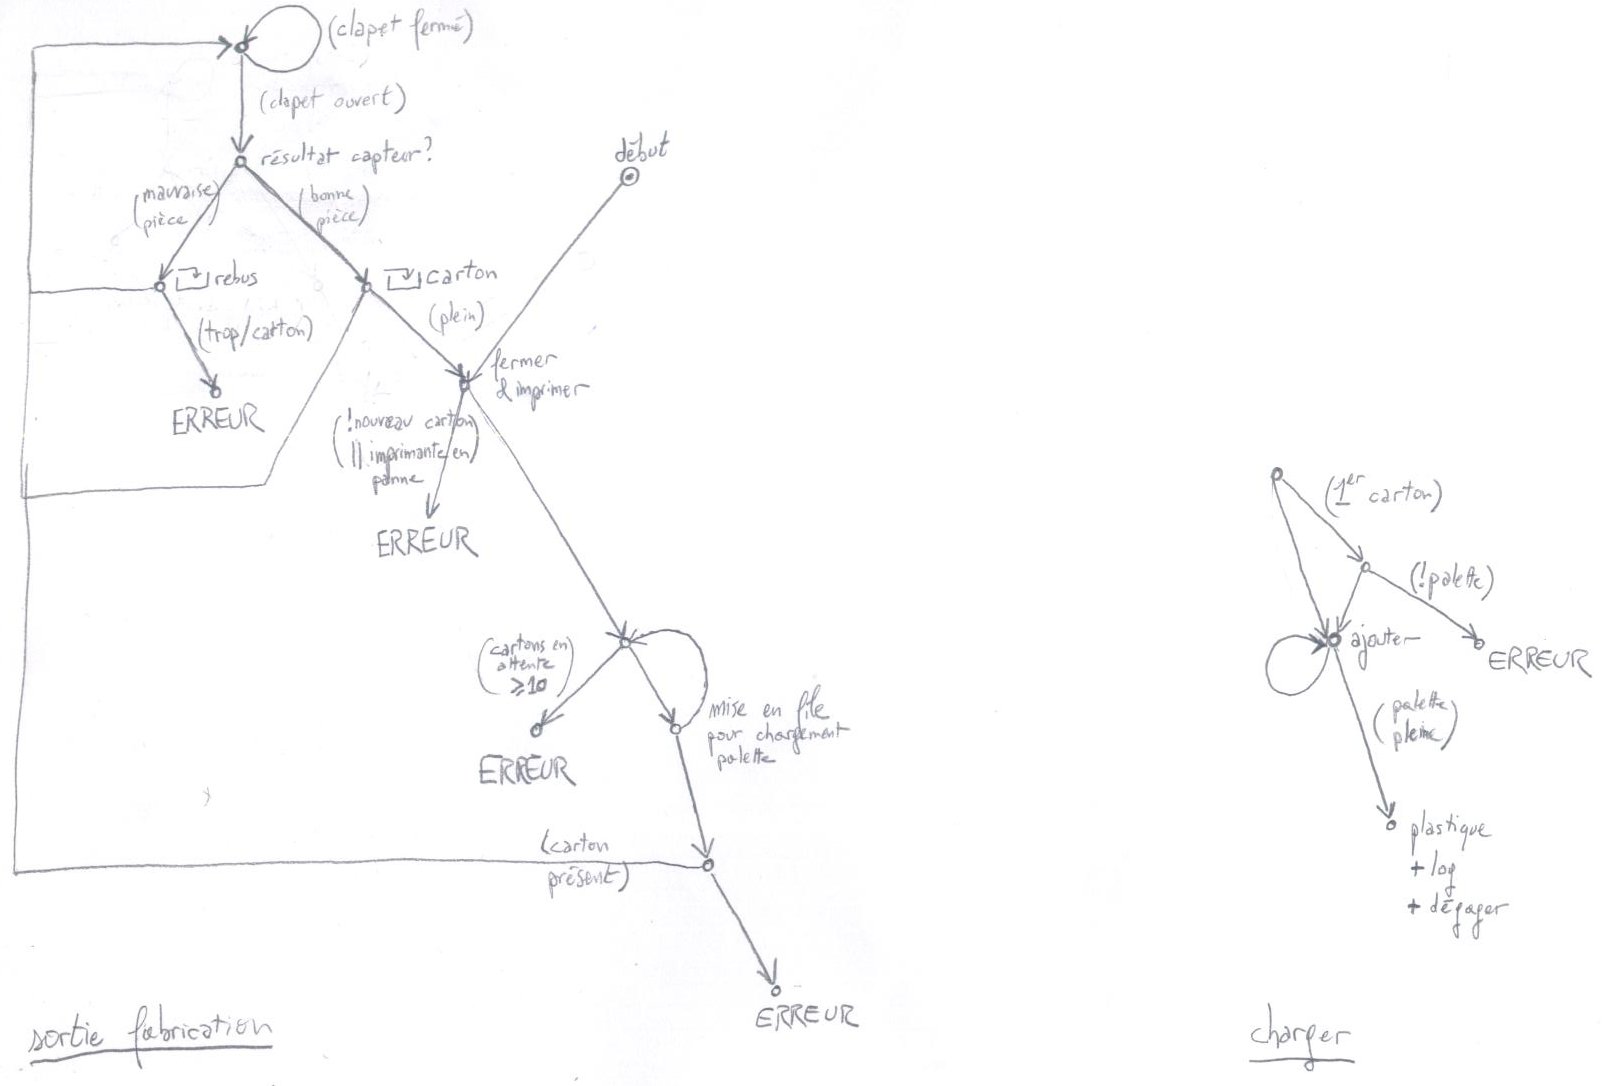 (clapet fermé)
(clapet ouvert)
résultat capteur?
début
(mauvaise
pièce)
(bonne
pièce)
rebus
carton
(plein)
(trop/carton)
fermer
& imprimer
ERREUR
(!nouveau carton
|| imprimante en
panne)
ERREUR
(cartons en
attente
≥10)
mise en file
pour chargement
palette
ERREUR
(carton
présent)
ERREUR
sortie fabrication
(1er carton)
(!palette)
ajouter
ERREUR
(palette
pleine)
plastique
+ log
+ dégager
charger